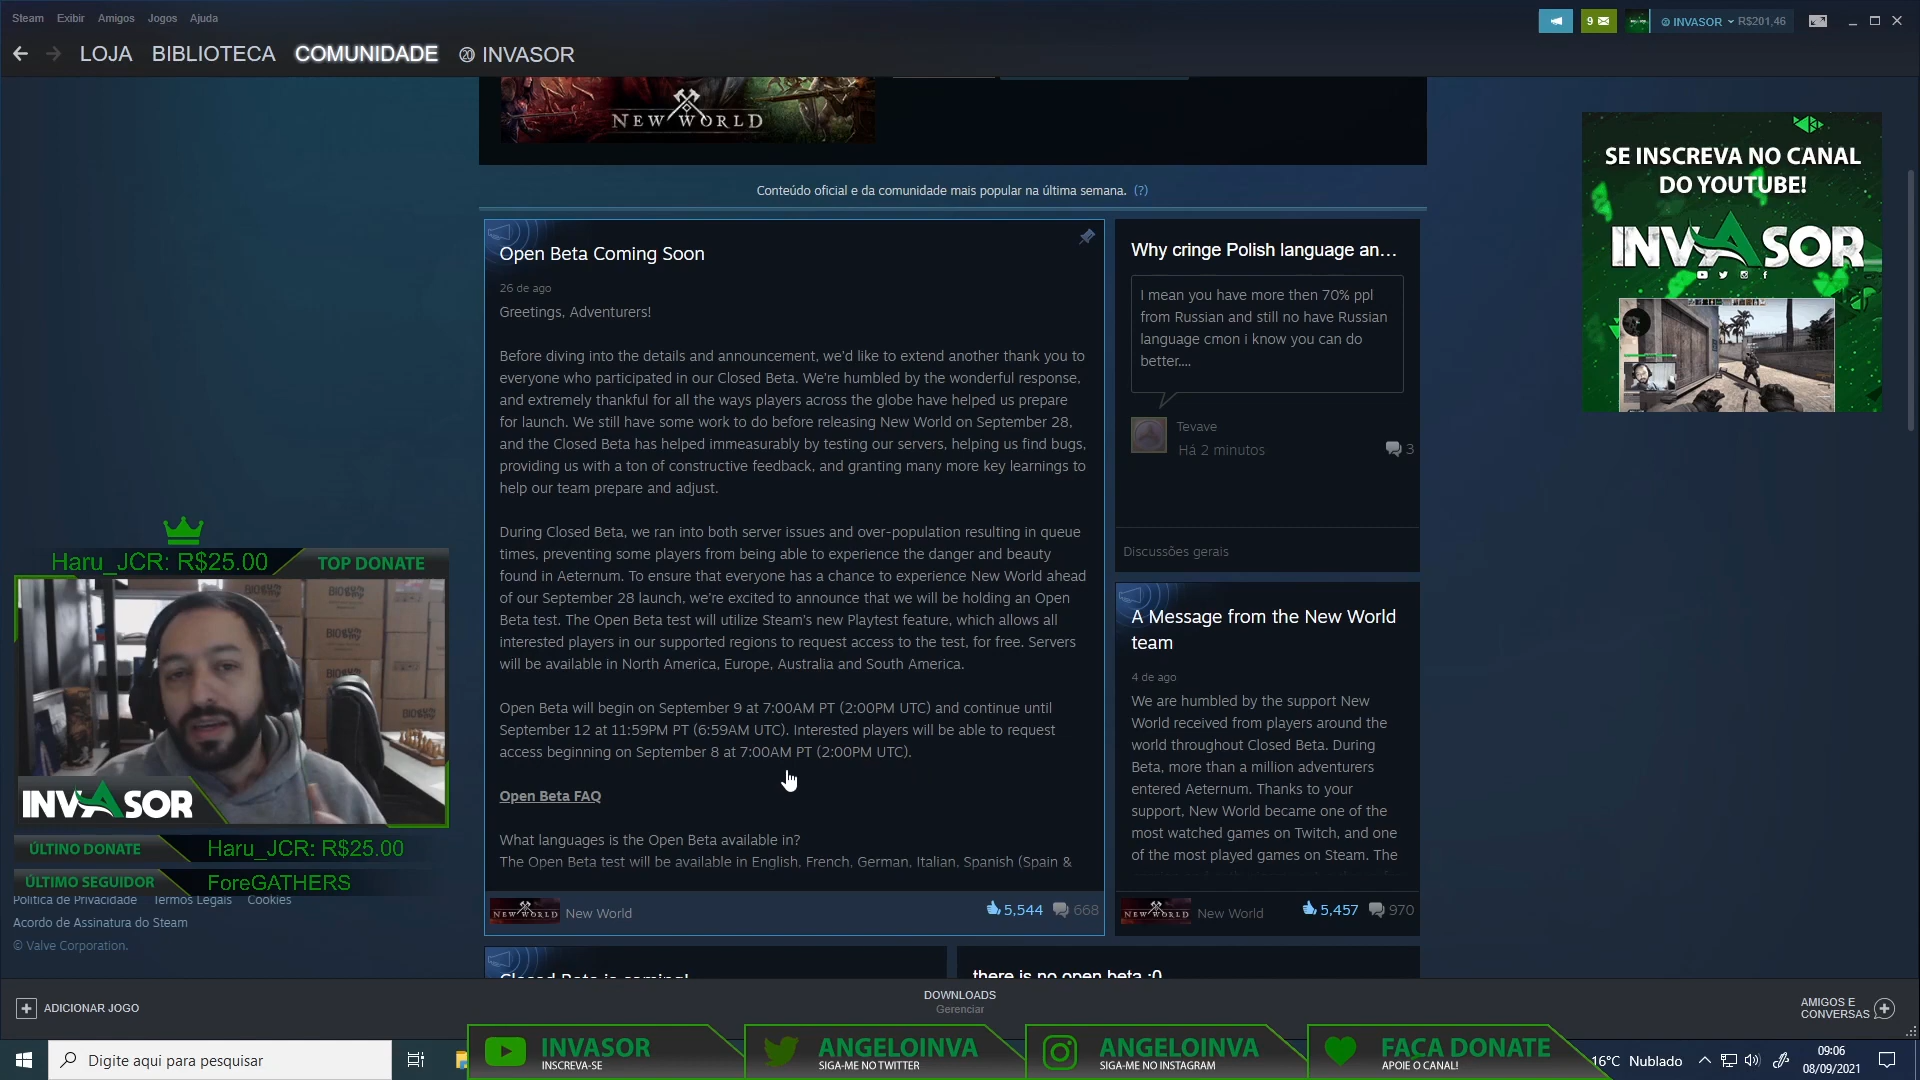 Steam Exibir Amigos Jogos Ajuda
9 INVASOR R$201,46
LOJA BIBLIOTECA COMUNIDADE INVASOR
NEW WORLD
Conteúdo oficial e da comunidade mais popular na última semana. (?)
Open Beta Coming Soon
26 de ago
Greetings, Adventurers!
Before diving into the details and announcement, we'd like to extend another thank you to
everyone who participated in our Closed Beta. We're humbled by the wonderful response,
and extremely thankful for all the ways players across the globe have helped us prepare
for launch. We still have some work to do before releasing New World on September 28,
and the Closed Beta has helped immeasurably by testing our servers, helping us find bugs,
providing us with a ton of constructive feedback, and granting many more key learnings to
help our team prepare and adjust.
During Closed Beta, we ran into both server issues and over-population resulting in queue
times, preventing some players from being able to experience the danger and beauty
found in Aeternum. To ensure that everyone has a chance to experience New World ahead
of our September 28 launch, we're excited to announce that we will be holding an Open
Beta test. The Open Beta test will utilize Steam's new Playtest feature, which allows all
interested players in our supported regions to request access to the test, for free. Servers
will be available in North America, Europe, Australia and South America.
Open Beta will begin on September 9 at 7:00AM PT (2:00PM UTC) and continue until
September 12 at 11:59PM PT (6:59AM UTC). Interested players will be able to request
access beginning on September 8 at 7:00AM PT (2:00PM UTC).
Open Beta FAQ
What languages is the Open Beta available in?
The Open Beta test will be available in English, French, German, Italian, Spanish (Spain &
NEW WORLD New World 5,544 668
Why cringe Polish language an...
I mean you have more then 70% ppl
from Russian and still no have Russian
language cmon i know you can do
better....
Tevave
Há 2 minutos 3
Discussões gerais
A Message from the New World
team
4 de ago
We are humbled by the support New
World received from players around the
world throughout Closed Beta. During
Beta, more than a million adventurers
entered Aeternum. Thanks to your
support, New World became one of the
most watched games on Twitch, and one
of the most played games on Steam. The
NEW WORLD New World 5,457 970
Closed Beta is coming!
there is no open beta :0
SE INSCREVA NO CANAL
DO YOUTUBE!
INVASOR
Haru_JCR: R$25.00 TOP DONATE
INVASOR
ÚLTINO DONATE Haru_JCR: R$25.00
ÚLTIMO SEGUIDOR ForeGATHERS
Política de Privacidade Termos Legais Cookies
Acordo de Assinatura do Steam
© Valve Corporation.
ADICIONAR JOGO
DOWNLOADS
Gerenciar
AMIGOS E
CONVERSAS
INVASOR
INSCREVA-SE
ANGELOINVA
SIGA-ME NO TWITTER
ANGELOINVA
SIGA-ME NO INSTAGRAM
FAÇA DONATE
APOIE O CANAL!
Digite aqui para pesquisar
16°C Nublado
09:06
08/09/2021